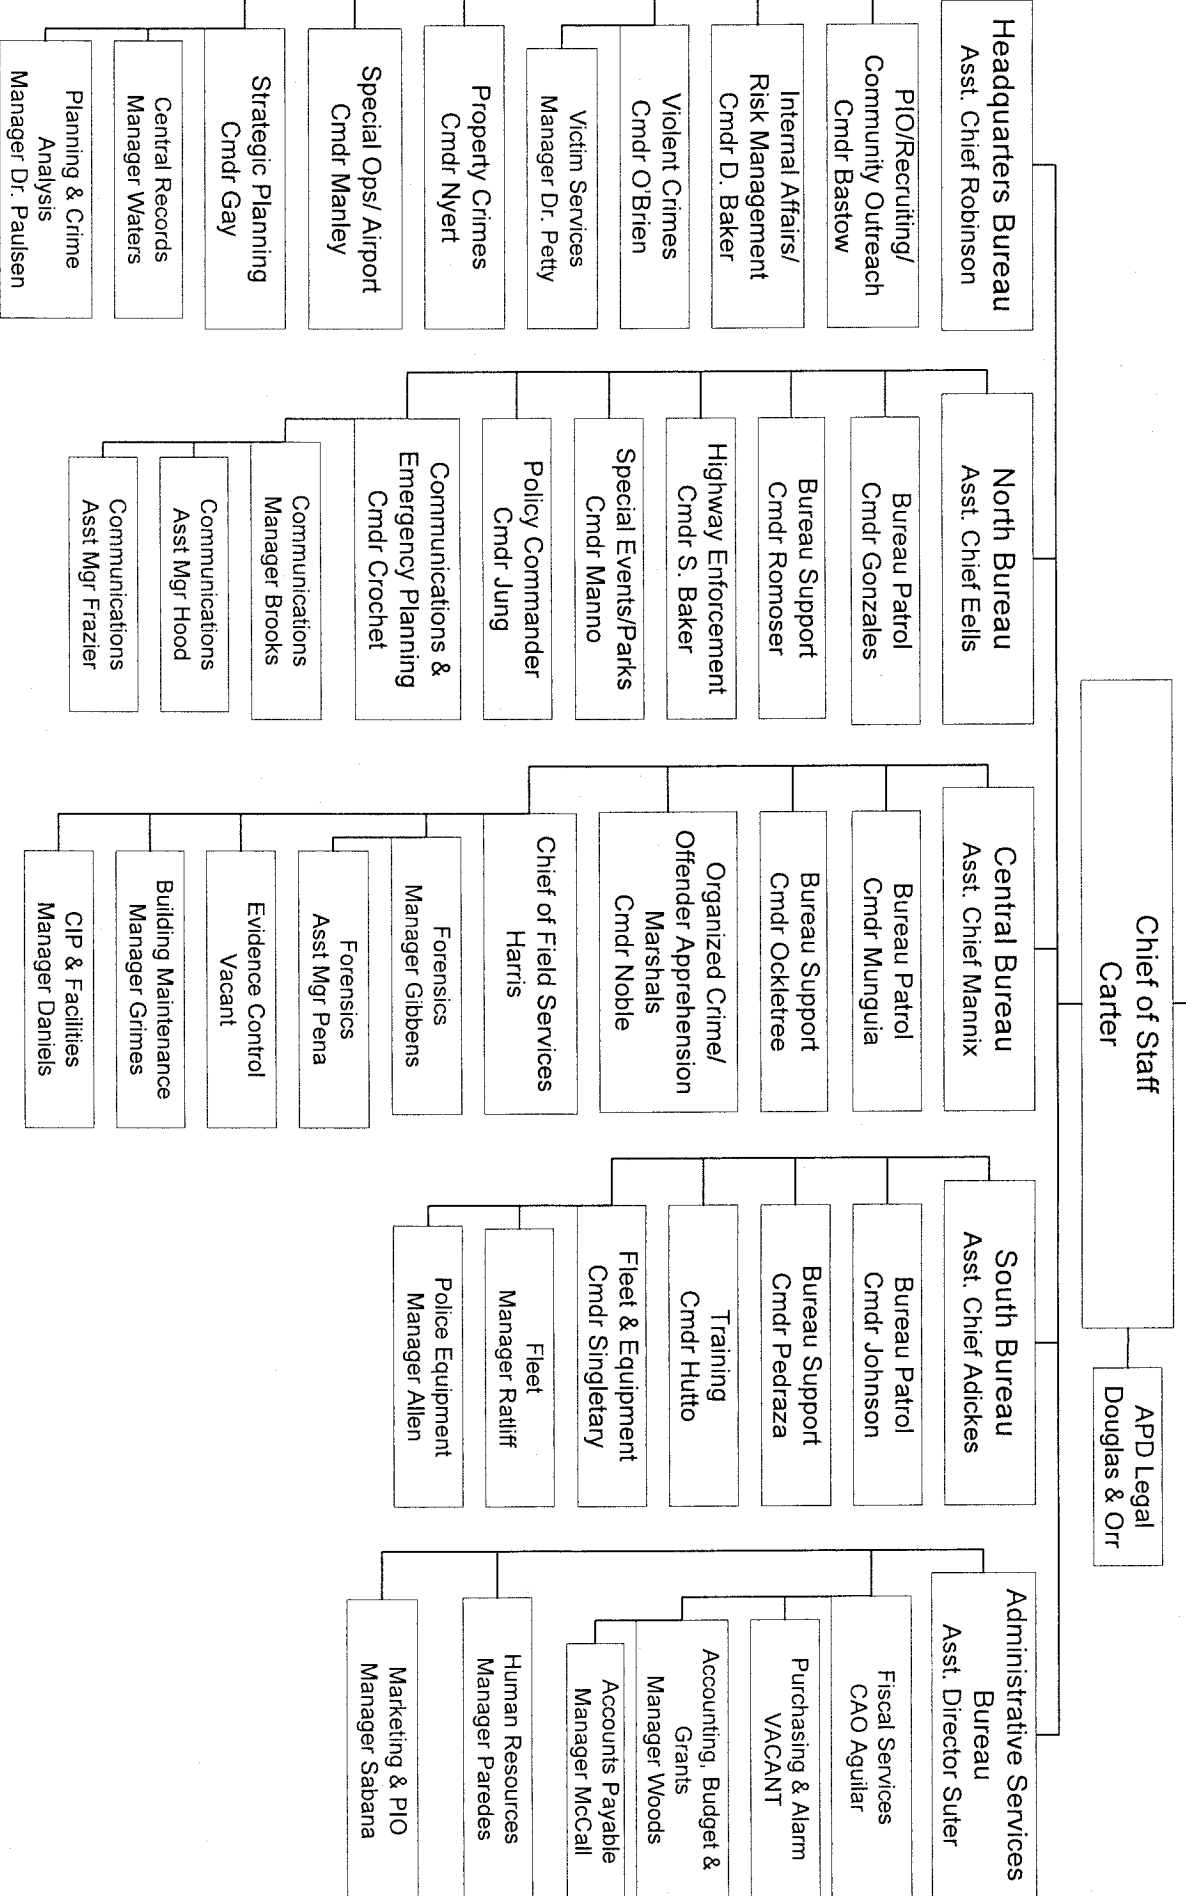 Chief of Staff
Carter
APD Legal
Douglas & Orr
Headquarters Bureau
Asst. Chief Robinson
PIO/Recruiting/
Community Outreach
Cmdr Bastow
Internal Affairs/
Risk Management
Cmdr D. Baker
Violent Crimes
Cmdr O'Brien
Victim Services
Manager Dr. Petty
Property Crimes
Cmdr Nyert
Special Ops/ Airport
Cmdr Manley
Strategic Planning
Cmdr Gay
Central Records
Manager Waters
Planning & Crime
Analysis
Manager Dr. Paulsen
North Bureau
Asst. Chief Eells
Bureau Patrol
Cmdr Gonzales
Bureau Support
Cmdr Romoser
Highway Enforcement
Cmdr S. Baker
Special Events/Parks
Cmdr Manno
Policy Commander
Cmdr Jung
Communications &
Emergency Planning
Cmdr Crochet
Communications
Manager Brooks
Communications
Asst Mgr Hood
Communications
Asst Mgr Frazier
Central Bureau
Asst. Chief Mannix
Bureau Patrol
Cmdr Munguia
Bureau Support
Cmdr Ockletree
Organized Crime/
Offender Apprehension
Marshals
Cmdr Noble
Chief of Field Services
Harris
Forensics
Manager Gibbens
Forensics
Asst Mgr Pena
Evidence Control
Vacant
Building Maintenance
Manager Grimes
CIP & Facilities
Manager Daniels
South Bureau
Asst. Chief Adickes
Bureau Patrol
Cmdr Johnson
Bureau Support
Cmdr Pedraza
Training
Cmdr Hutto
Fleet & Equipment
Cmdr Singletary
Fleet
Manager Ratliff
Police Equipment
Manager Allen
Administrative Services
Bureau
Asst. Director Suter
Fiscal Services
CAO Aguilar
Purchasing & Alarm
VACANT
Accounting, Budget &
Grants
Manager Woods
Accounts Payable
Manager McCall
Human Resources
Manager Paredes
Marketing & PIO
Manager Sabana